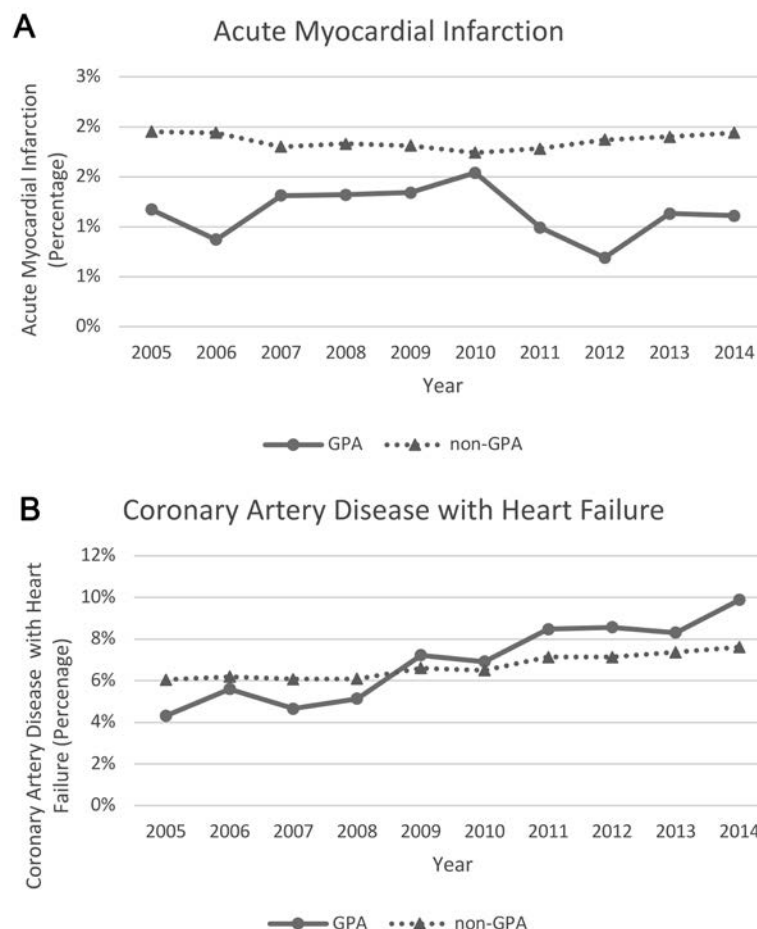 A
Acute Myocardial Infarction
Acute Myocardial Infarction
(Percentage)
3%
2%
2%
1%
1%
0%
2005 2006 2007 2008 2009 2010 2011 2012 2013 2014
Year
GPA non-GPA
B
Coronary Artery Disease with Heart Failure
Coronary Artery Disease with Heart
Failure (Percenage)
12%
10%
8%
6%
4%
2%
0%
2005 2006 2007 2008 2009 2010 2011 2012 2013 2014
Year
GPA non-GPA